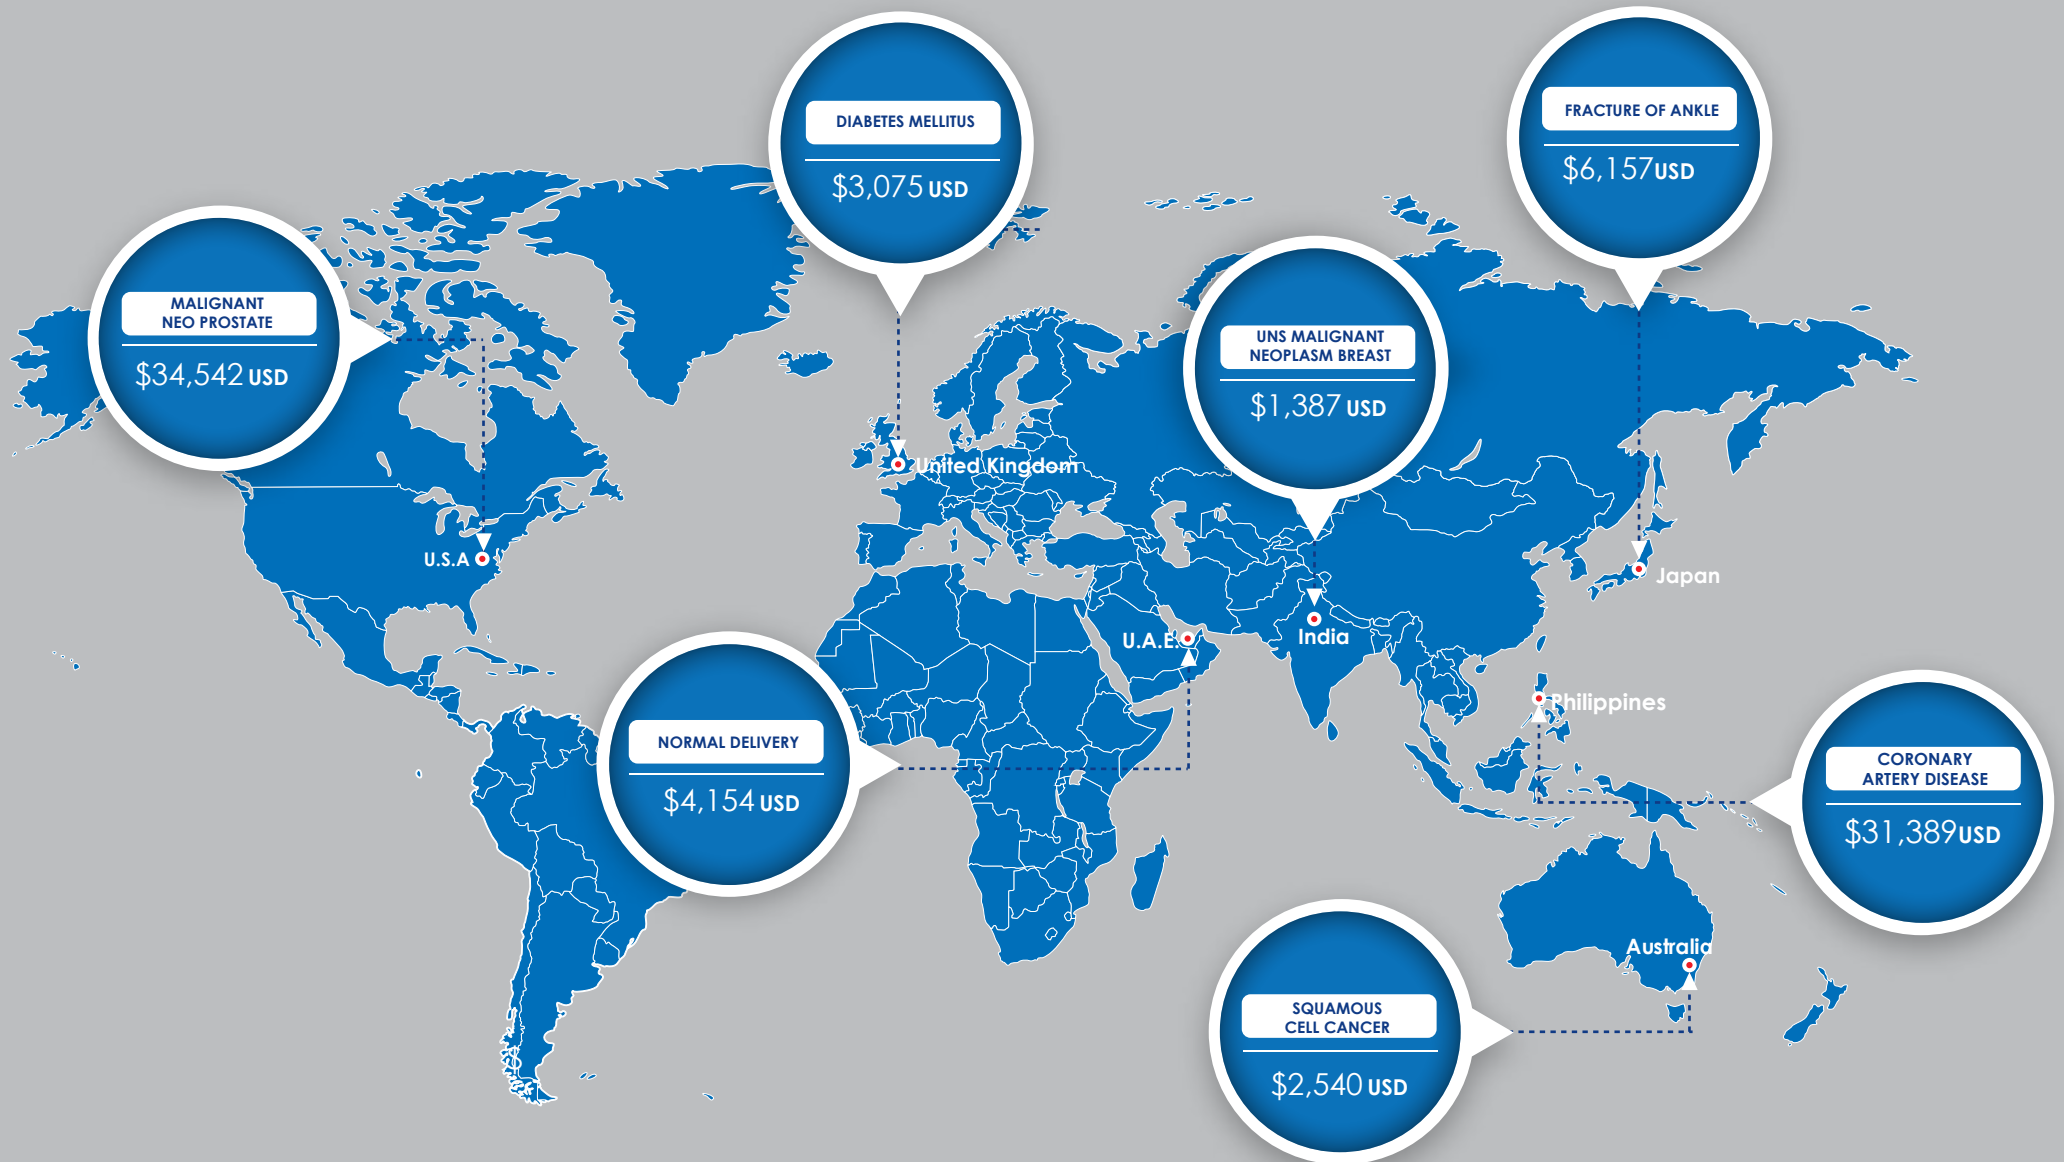 DIABETES MELLITUS
$3,075 USD
FRACTURE OF ANKLE
$6,157USD
MALIGNANT
NEO PROSTATE
$34,542 USD
UNS MALIGNANT
NEOPLASM BREAST
$1,387 USD
United Kingdom
U.S.A
Japan
U.A.E.
India
Philippines
NORMAL DELIVERY
$4,154 USD
CORONARY
ARTERY DISEASE
$31,389USD
Australia
SQUAMOUS
CELL CANCER
$2,540 USD
$